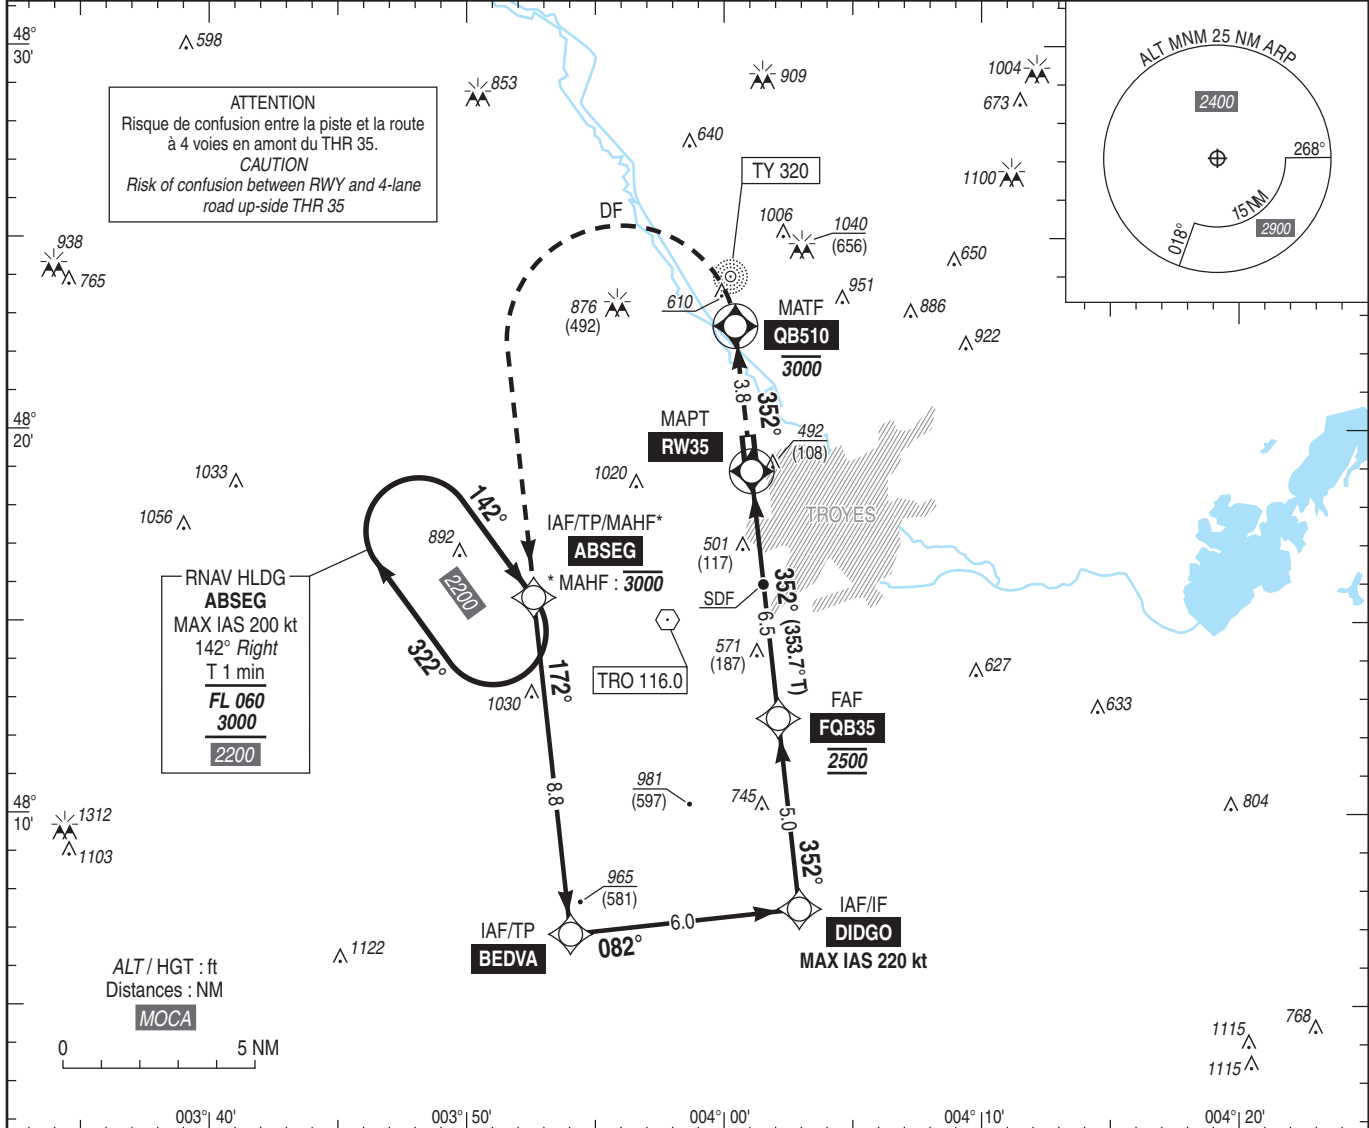 48°
30'
598
853
909
1004
673
ALT MNM 25 NM ARP
2400
268°
15 NM
018°
2900
ATTENTION
Risque de confusion entre la piste et la route
à 4 voies en amont du THR 35.
CAUTION
Risk of confusion between RWY and 4-lane
road up-side THR 35
640
TY 320
1100
DF
1006
1040
(656)
650
938
765
951
886
876
(492)
610
MATF
QB510
3000
922
3.8
352°
48°
20'
MAPT
RW35
492
(108)
1033
1020
1056
TROYES
142°
892
2200
IAF/TP/MAHF*
ABSEG
* MAHF : 3000
501
(117)
SDF
352° (353.7° T)
6.5
RNAV HLDG
ABSEG
MAX IAS 200 kt
142° Right
T 1 min
FL 060
3000
2200
322°
172°
1030
TRO 116.0
571
(187)
627
633
FAF
FQB35
2500
48°
10'
8.8
981
(597)
745
5.0
804
1312
1103
352°
965
(581)
IAF/TP
BEDVA
082°
6.0
IAF/IF
DIDGO
MAX IAS 220 kt
1122
ALT / HGT : ft
Distances : NM
MOCA
0
5 NM
768
1115
1115
003° 40'
003° 50'
004° 00'
004° 10'
004° 20'